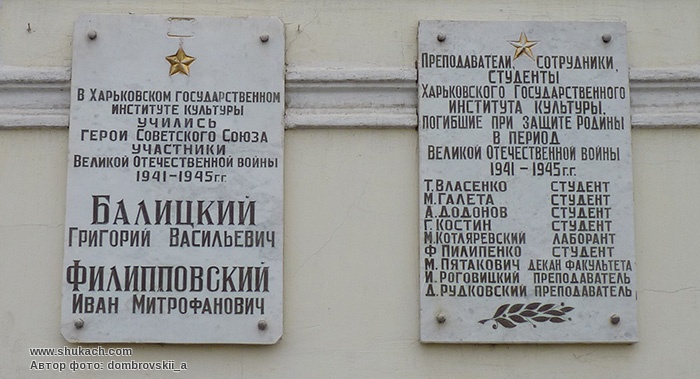 В Харьковском государственном
институте культуры
учились
Герои Советского Союза
участники
Великой Отечественной войны
1941–1945 г.г.
Балицкий
Григорий Васильевич
Филипповский
Иван Митрофанович
Преподаватели, сотрудники,
студенты
Харьковского Государственного
института культуры,
погибшие при защите Родины
в период
Великой Отечественной войны
1941 – 1945 г.г.
Т. Власенко студент
М. Галета студент
А. Додонов студент
Г. Костин студент
М. Котляревский лаборант
Ф Пилипенко студент
М. Пятакович декан факультета
И. Роговицкий преподаватель
Д. Рудковский преподаватель
www.shukach.com
Автор фото: dombrovskii_a